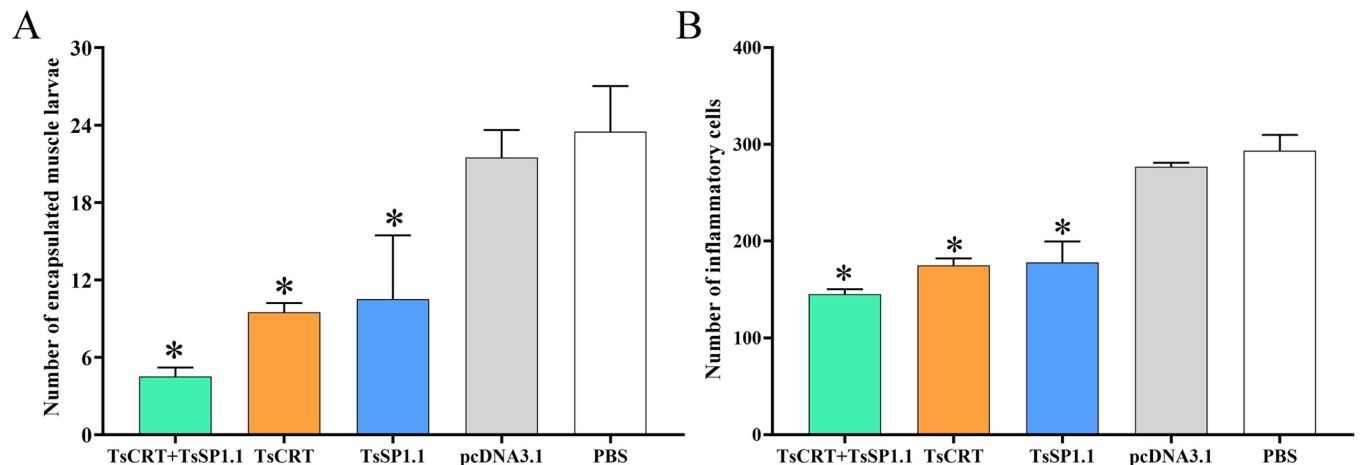 A
Number of encapsulated muscle larvae
30
24
18
12
6
0
*
*
*
TsCRT+TsSP1.1 TsCRT TsSP1.1 pcDNA3.1 PBS
B
Number of inflammatory cells
400
300
200
100
0
*
*
*
TsCRT+TsSP1.1 TsCRT TsSP1.1 pcDNA3.1 PBS